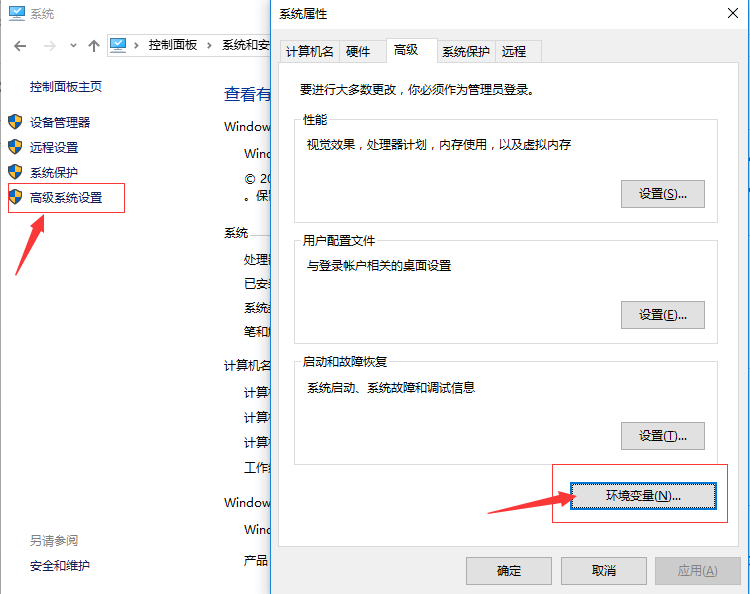 系统
控制面板 › 系统和安
控制面板主页
设备管理器
远程设置
系统保护
高级系统设置
另请参阅
安全和维护
查看有
Window
Wind
© 20
。保
系统
处理
已安
系统
笔和
计算机名
计算
计算
计算
工作
Window
Wind
产品
系统属性
计算机名 硬件 高级 系统保护 远程
要进行大多数更改，你必须作为管理员登录。
性能
视觉效果，处理器计划，内存使用，以及虚拟内存
设置(S)...
用户配置文件
与登录帐户相关的桌面设置
设置(E)...
启动和故障恢复
系统启动、系统故障和调试信息
设置(T)...
环境变量(N)...
确定 取消 应用(A)